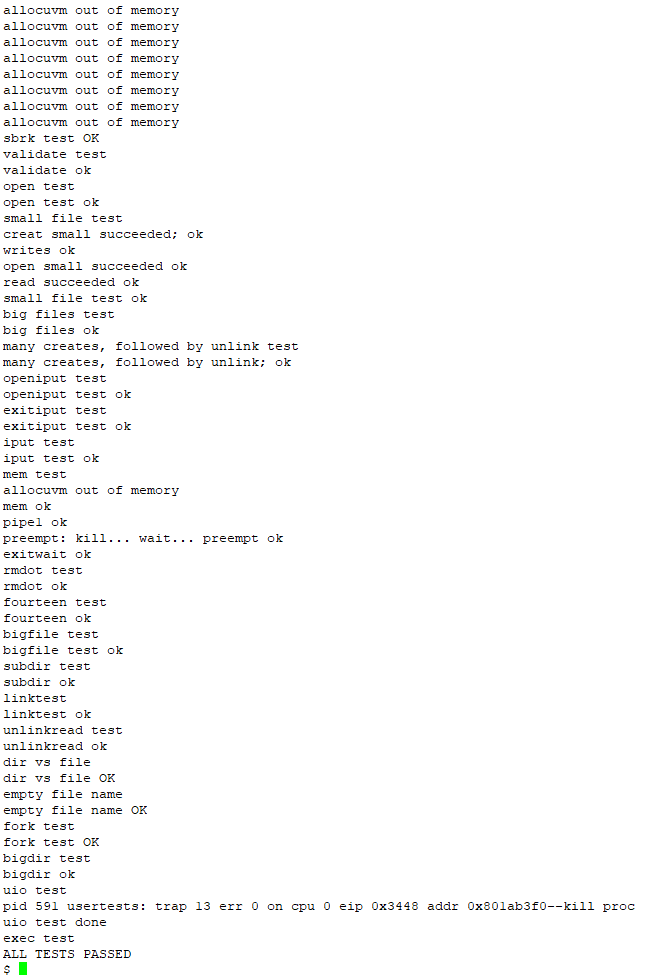 allocuvm out of memory
allocuvm out of memory
allocuvm out of memory
allocuvm out of memory
allocuvm out of memory
allocuvm out of memory
allocuvm out of memory
allocuvm out of memory
sbrk test OK
validate test
validate ok
open test
open test ok
small file test
creat small succeeded; ok
writes ok
open small succeeded ok
read succeeded ok
small file test ok
big files test
big files ok
many creates, followed by unlink test
many creates, followed by unlink; ok
openiput test
openiput test ok
exitiput test
exitiput test ok
iput test
iput test ok
mem test
allocuvm out of memory
mem ok
pipe1 ok
preempt: kill... wait... preempt ok
exitwait ok
rmdot test
rmdot ok
fourteen test
fourteen ok
bigfile test
bigfile test ok
subdir test
subdir ok
linktest
linktest ok
unlinkread test
unlinkread ok
dir vs file
dir vs file OK
empty file name
empty file name OK
fork test
fork test OK
bigdir test
bigdir ok
uio test
pid 591 usertests: trap 13 err 0 on cpu 0 eip 0x3448 addr 0x801ab3f0--kill proc
uio test done
exec test
ALL TESTS PASSED
$